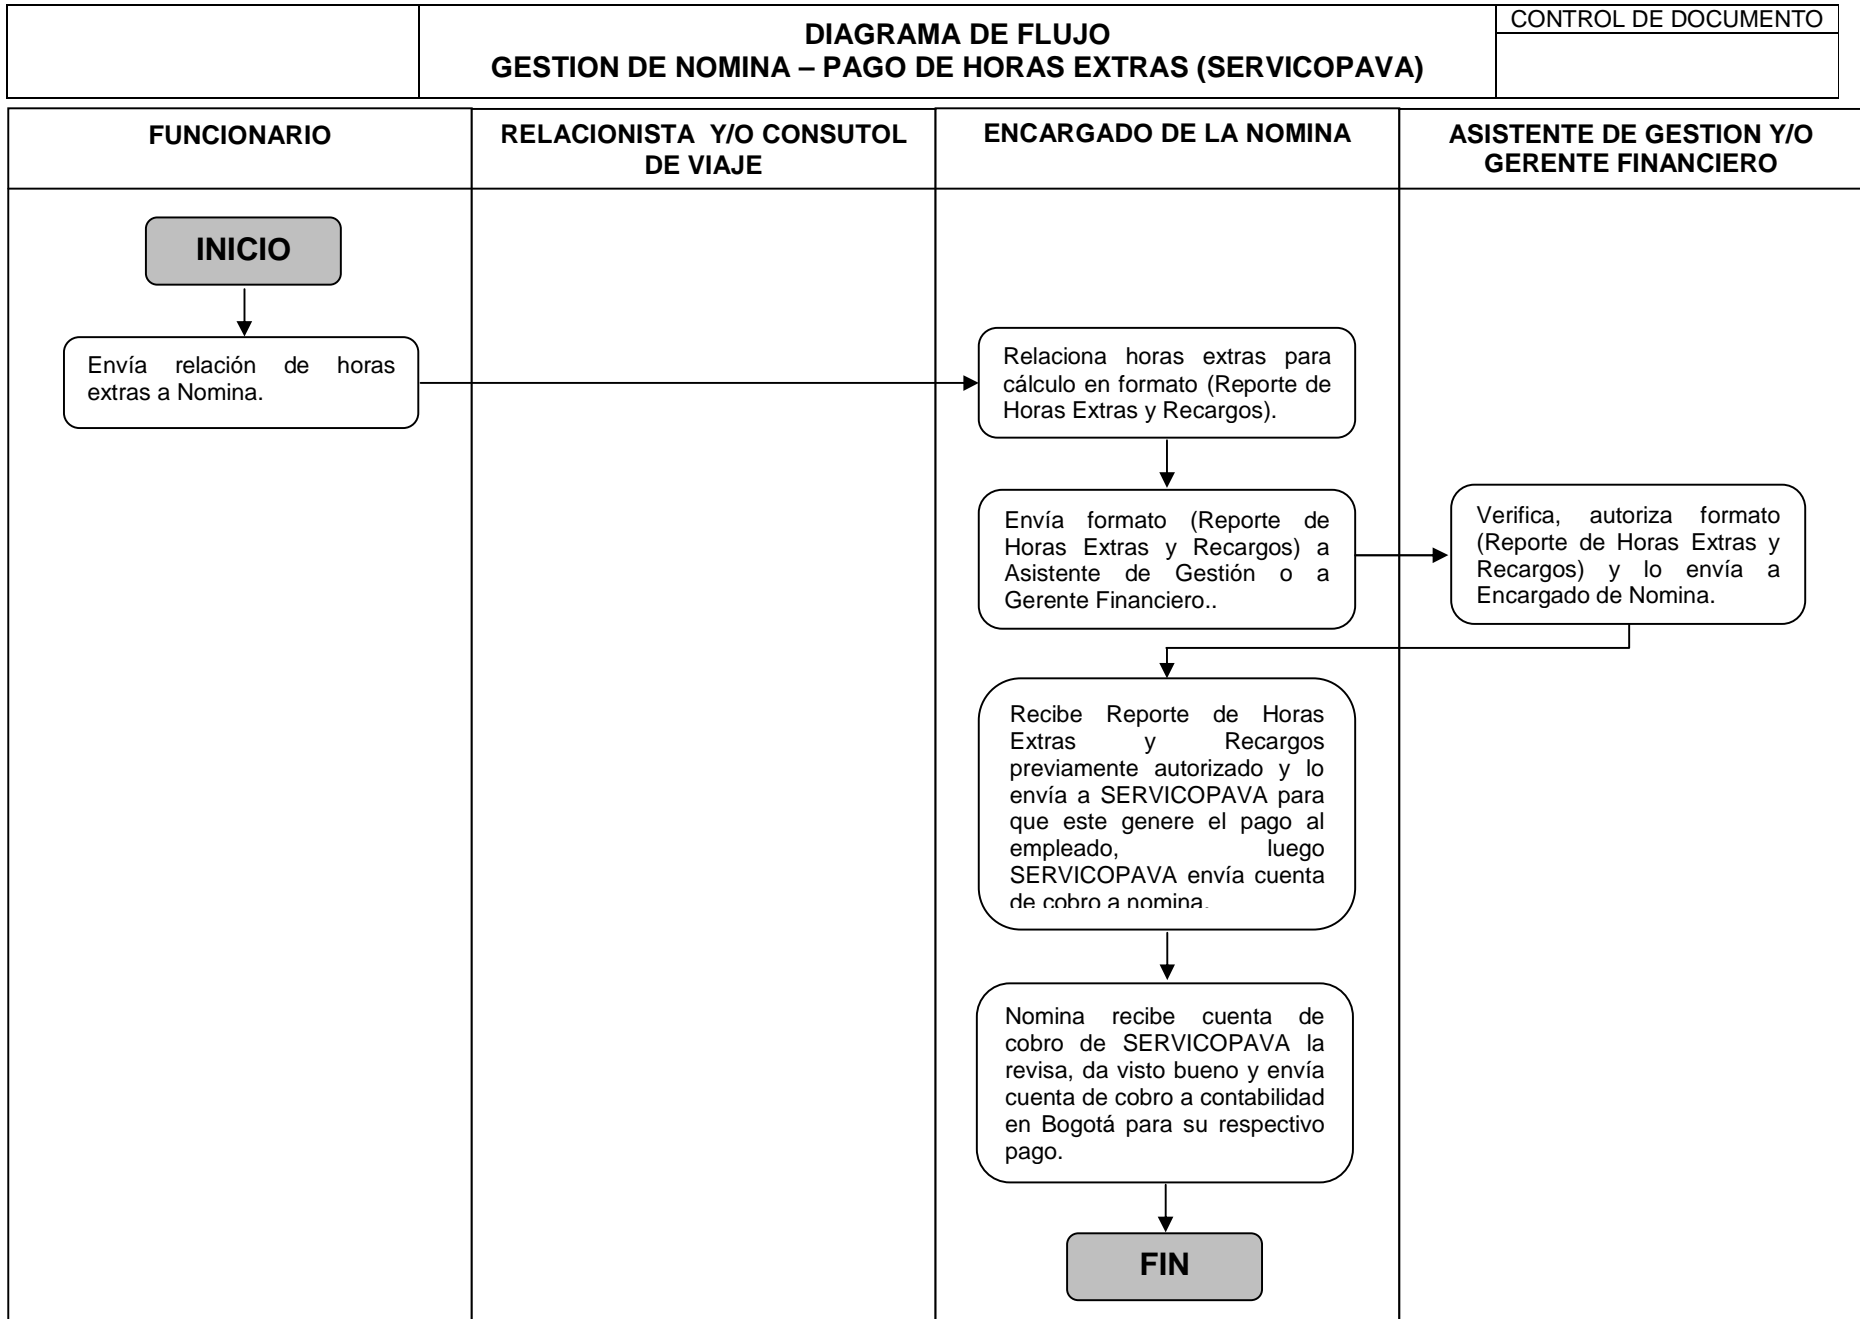 DIAGRAMA DE FLUJO
GESTION DE NOMINA – PAGO DE HORAS EXTRAS (SERVICOPAVA)
CONTROL DE DOCUMENTO
FUNCIONARIO
RELACIONISTA Y/O CONSUTOL
DE VIAJE
ENCARGADO DE LA NOMINA
ASISTENTE DE GESTION Y/O
GERENTE FINANCIERO
INICIO
Envía relación de horas
extras a Nomina.
Relaciona horas extras para
cálculo en formato (Reporte de
Horas Extras y Recargos).
Envía formato (Reporte de
Horas Extras y Recargos) a
Asistente de Gestión o a
Gerente Financiero..
Verifica, autoriza formato
(Reporte de Horas Extras y
Recargos) y lo envía a
Encargado de Nomina.
Recibe Reporte de Horas
Extras y Recargos
previamente autorizado y lo
envía a SERVICOPAVA para
que este genere el pago al
empleado, luego
SERVICOPAVA envía cuenta
de cobro a nomina.
Nomina recibe cuenta de
cobro de SERVICOPAVA la
revisa, da visto bueno y envía
cuenta de cobro a contabilidad
en Bogotá para su respectivo
pago.
FIN